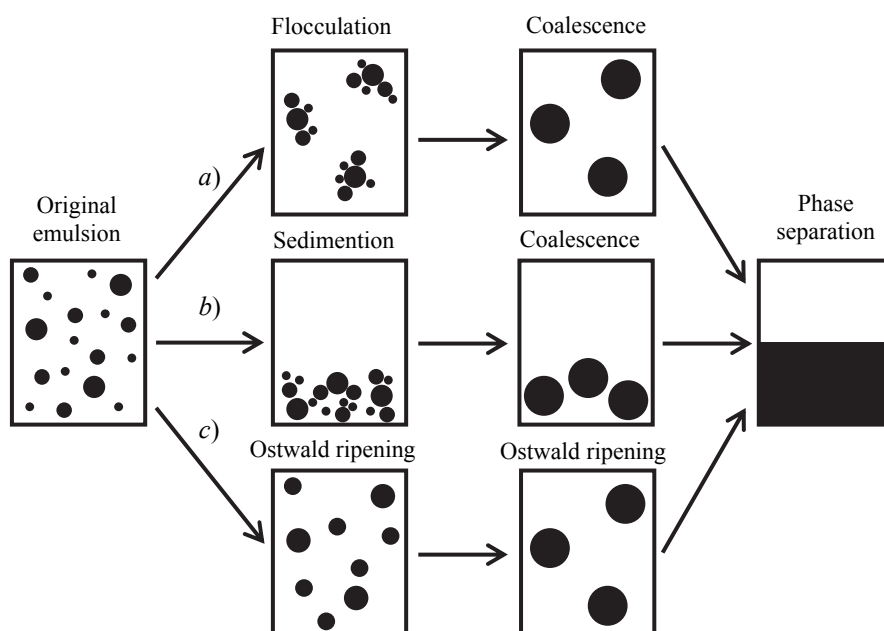 Flocculation
Coalescence
a)
Original
emulsion
Sedimention
Coalescence
Phase
separation
b)
c)
Ostwald ripening
Ostwald ripening